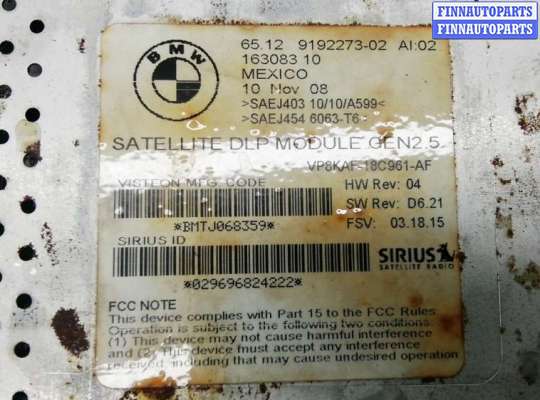 FINNAUTOPARTS
FINNAUTOPARTS
BMW
65.12 9192273-02 AI:02
163083 10
MEXICO
10 Nov 08
>SAEJ403 10/10/A599<
>SAEJ454 6063-T6<
SATELLITE DLP MODULE GEN2.5
VP8KAF-18C961-AF
VISTEON MFG. CODE
HW Rev: 04
SW Rev: D6.21
*BMTJ068359*
FSV: 03.18.15
SIRIUS ID
SIRIUS
SATELLITE RADIO
*029696824222*
FCC NOTE
This device complies with Part 15 to the FCC Rules
Operation is subject to the following two conditions.
(1) This device may not cause harmful interference
and (2) This device must accept any interference
received, including that may cause undesired operation